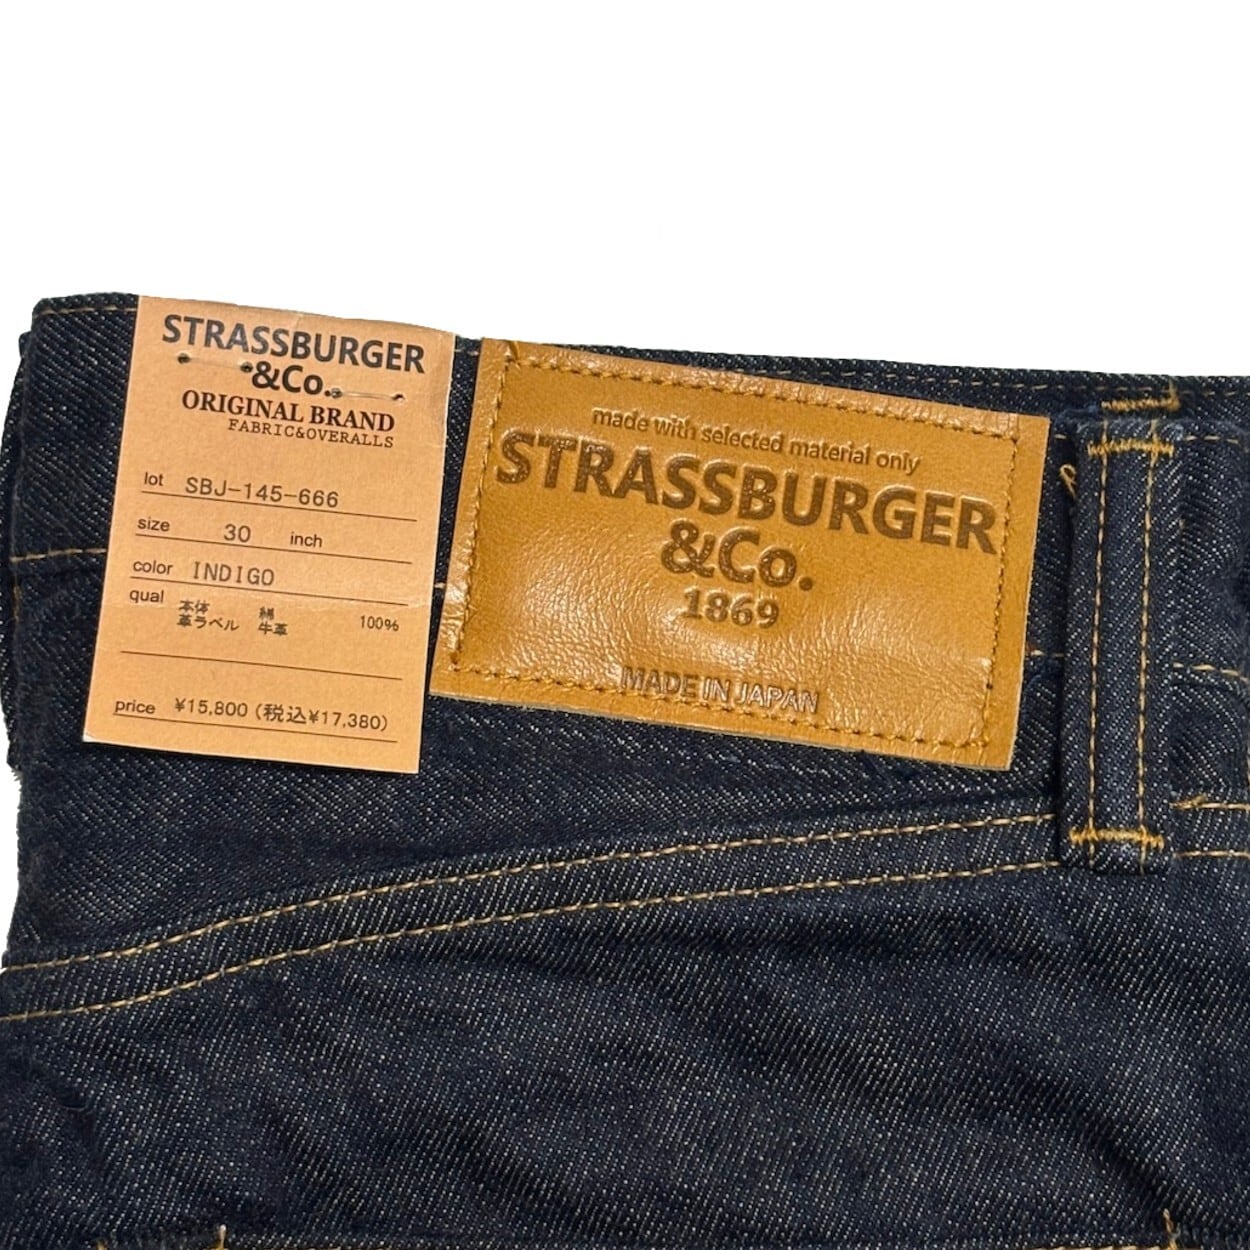 STRASSBURGER
&Co.
ORIGINAL BRAND
FABRIC&OVERALLS
lot SBJ-145-666
size 30 inch
color INDIGO
qual 本体 綿 100%
革ラベル 牛革
price ¥15,800 (税込¥17,380)
made with selected material only
STRASSBURGER
&Co.
1869
MADE IN JAPAN